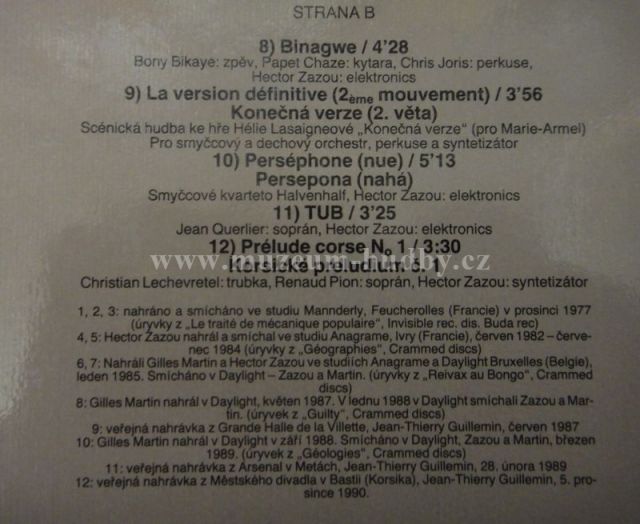 STRANA B
8) Binagwe / 4'28
Bony Bikaye: zpěv, Papet Chaze: kytara, Chris Joris: perkuse,
Hector Zazou: elektronics
9) La version définitive (2ème mouvement) / 3'56
Konečná verze (2. věta)
Scénická hudba ke hře Hélie Lasaigneové „Konečná verze" (pro Marie-Armel)
Pro smyčcový a dechový orchestr, perkuse a syntetizátor
10) Perséphone (nue) / 5'13
Persepona (nahá)
Smyčcové kvarteto Halvenhalf, Hector Zazou: elektronics
11) TUB / 3'25
Jean Querlier: soprán, Hector Zazou: elektronics
12) Prélude corse No 1 / 3:30
www.muzeum-hudby.cz
Korsické preludium č. 1
Christian Lechevretel: trubka, Renaud Pion: soprán, Hector Zazou: syntetizátor
1, 2, 3: nahráno a smícháno ve studiu Mannderly, Feucherolles (Francie) v prosinci 1977
(úryvky z „Le traité de mécanique populaire", Invisible rec. dis. Buda rec)
4, 5: Hector Zazou nahrál a smíchal ve studiu Anagrame, Ivry (Francie), červen 1982 – červe-
nec 1984 (úryvky z „Géographies", Crammed discs)
6, 7: Nahráli Gilles Martin a Hector Zazou ve studiích Anagrame a Daylight Bruxelles (Belgie),
leden 1985. Smícháno v Daylight – Zazou a Martin. (úryvky z „Reivax au Bongo", Crammed
discs)
8: Gilles Martin nahrál v Daylight, květen 1987. V lednu 1988 v Daylight smíchali Zazou a Mar-
tin. (úryvek z „Guilty", Crammed discs)
9: veřejná nahrávka z Grande Halle de la Villette, Jean-Thierry Guillemin, červen 1987
10: Gilles Martin nahrál v Daylight v září 1988. Smícháno v Daylight, Zazou a Martin, březen
1989. (úryvek z „Géologies", Crammed discs)
11: veřejná nahrávka z Arsenal v Metách, Jean-Thierry Guillemin, 28. února 1989
12: veřejná nahrávka z Městského divadla v Bastii (Korsika), Jean-Thierry Guillemin, 5. pro-
since 1990.